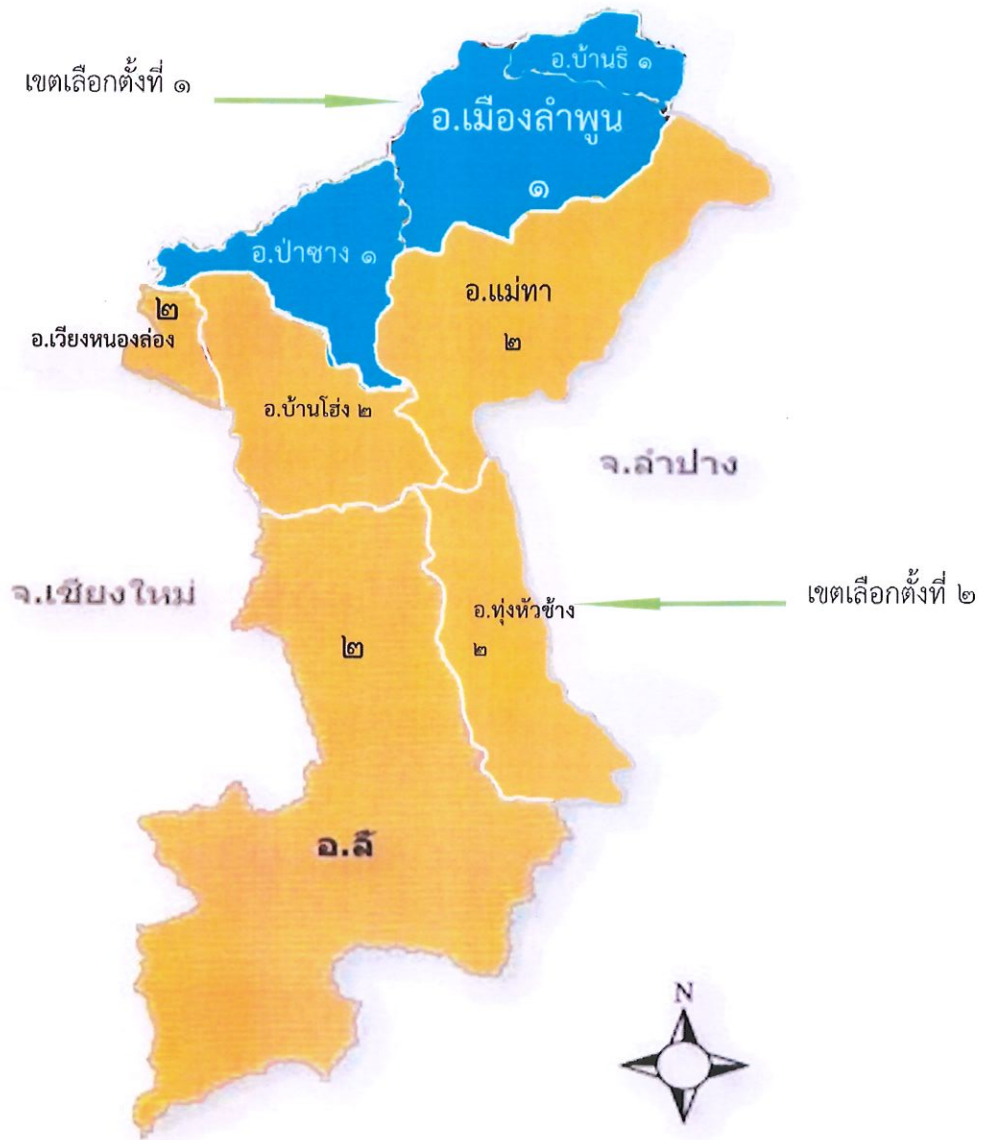 อ.บ้านธิ ๑
เขตเลือกตั้งที่ ๑
อ.เมืองลำพูน
๑
อ.ป่าซาง ๑
อ.แม่ทา
๒
๒
อ.เวียงหนองล่อง
อ.บ้านโฮ่ง ๒
จ.ลำปาง
จ.เชียงใหม่
อ.ทุ่งหัวช้าง
๒
เขตเลือกตั้งที่ ๒
๒
อ.ลี้
N